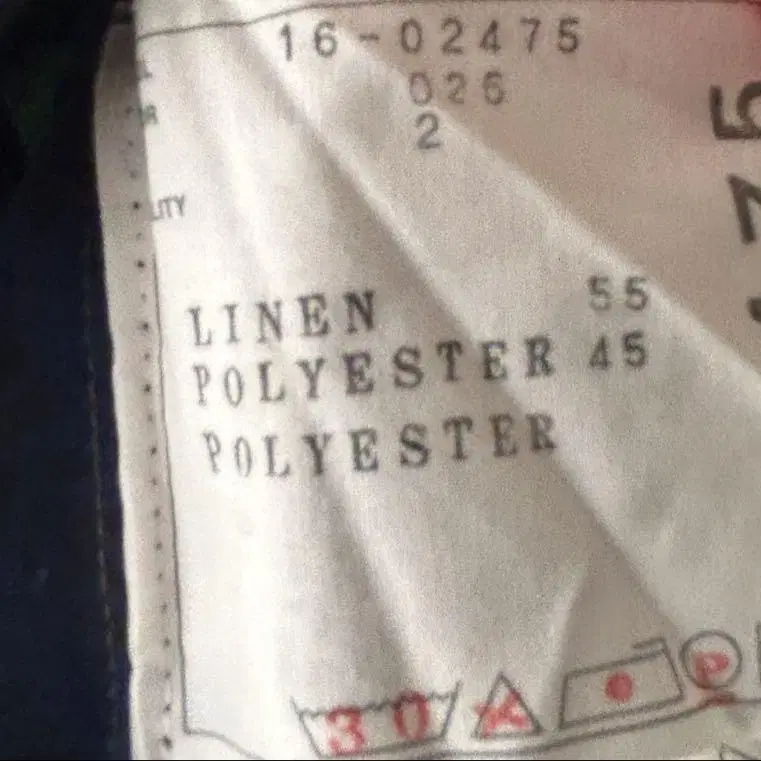 16-02475
026
2
LINEN 55
POLYESTER 45
POLYESTER
30
P